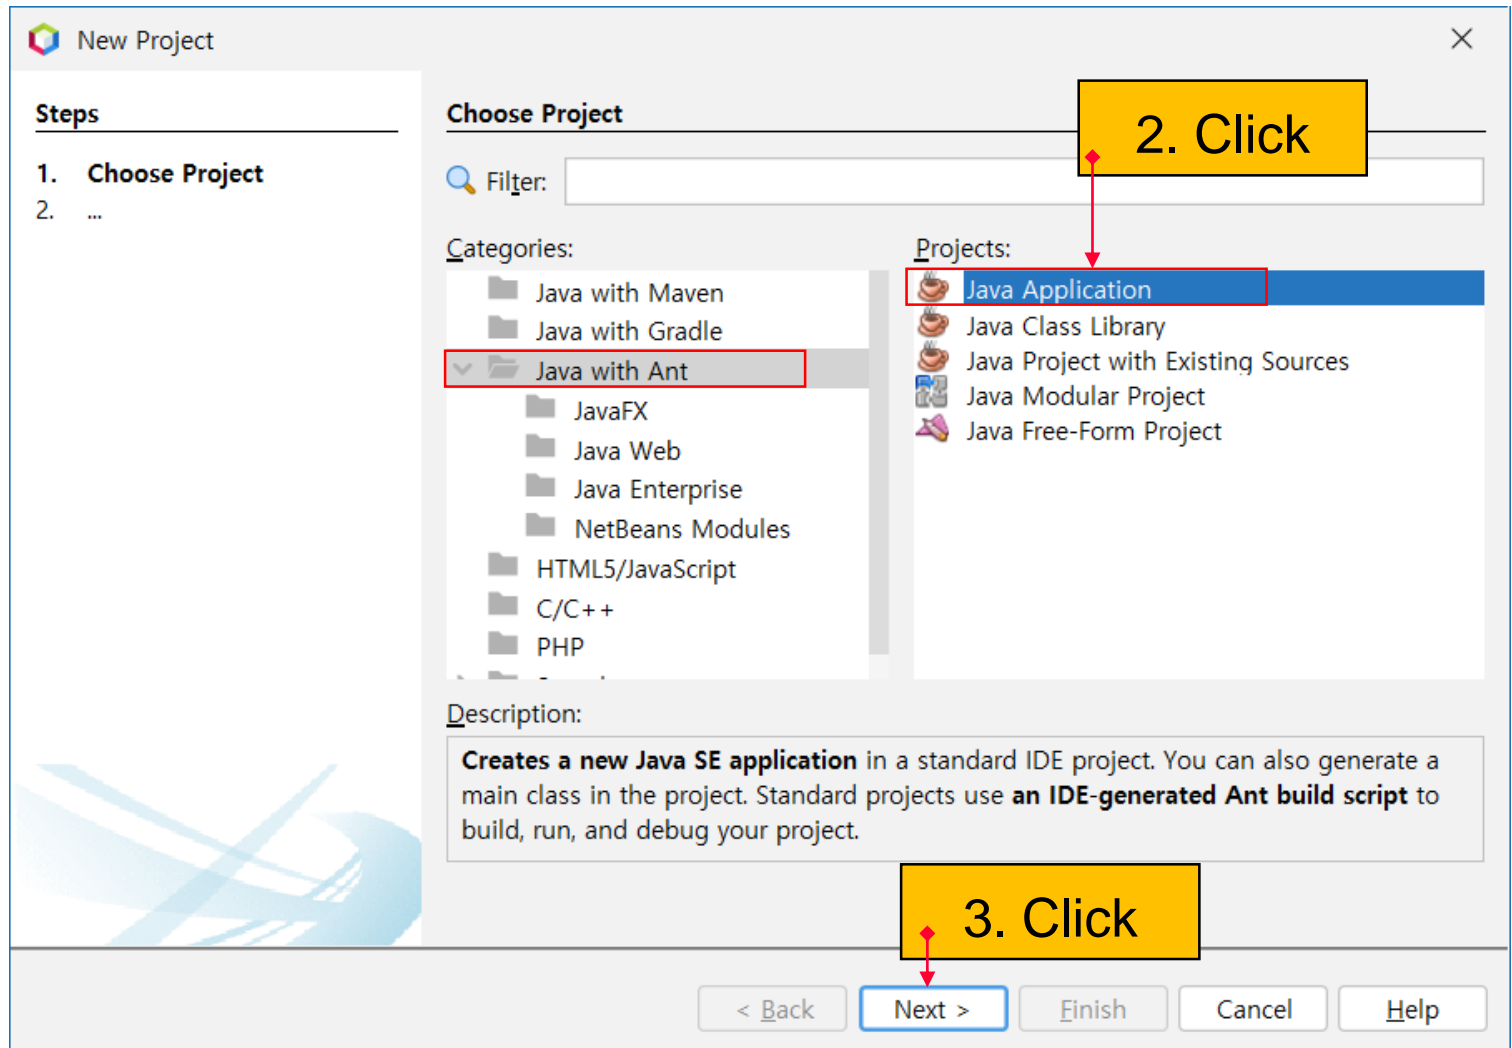 New Project
Steps
1. Choose Project
2. ...
Choose Project
2. Click
Filter:
Categories:
Java with Maven
Java with Gradle
Java with Ant
JavaFX
Java Web
Java Enterprise
NetBeans Modules
HTML5/JavaScript
C/C++
PHP
Projects:
Java Application
Java Class Library
Java Project with Existing Sources
Java Modular Project
Java Free-Form Project
Description:
Creates a new Java SE application in a standard IDE project. You can also generate a
main class in the project. Standard projects use an IDE-generated Ant build script to
build, run, and debug your project.
3. Click
< Back
Next >
Finish
Cancel
Help